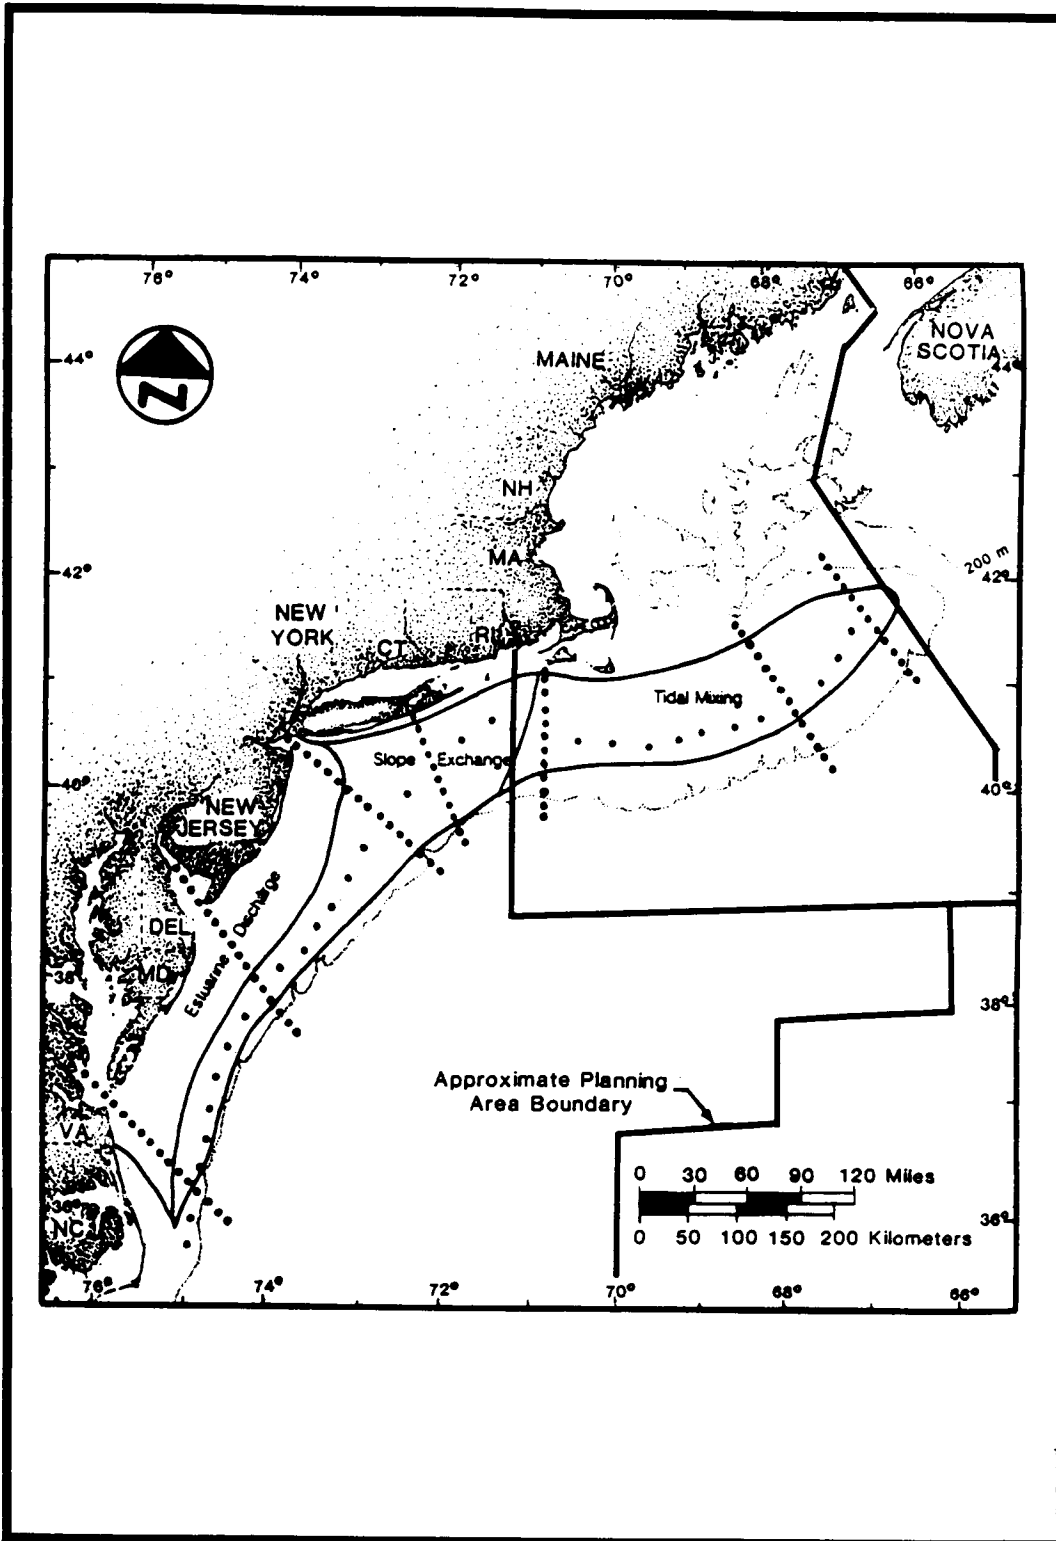 76° 74° 72° 70° 68° 66°
NOVA
SCOTIA
44° 44°
MAINE
N
NH
MA
200 m
42° 42°
NEW
YORK
CT
RI
Tidal Mixing
Slope Exchange
40° 40°
NEW
JERSEY
Estuarine Discharge
DEL
MD
38° 38°
Approximate Planning
Area Boundary
VA
0 30 60 90 120 Miles
36° 36°
NC
0 50 100 150 200 Kilometers
76° 74° 72° 70° 68° 66°